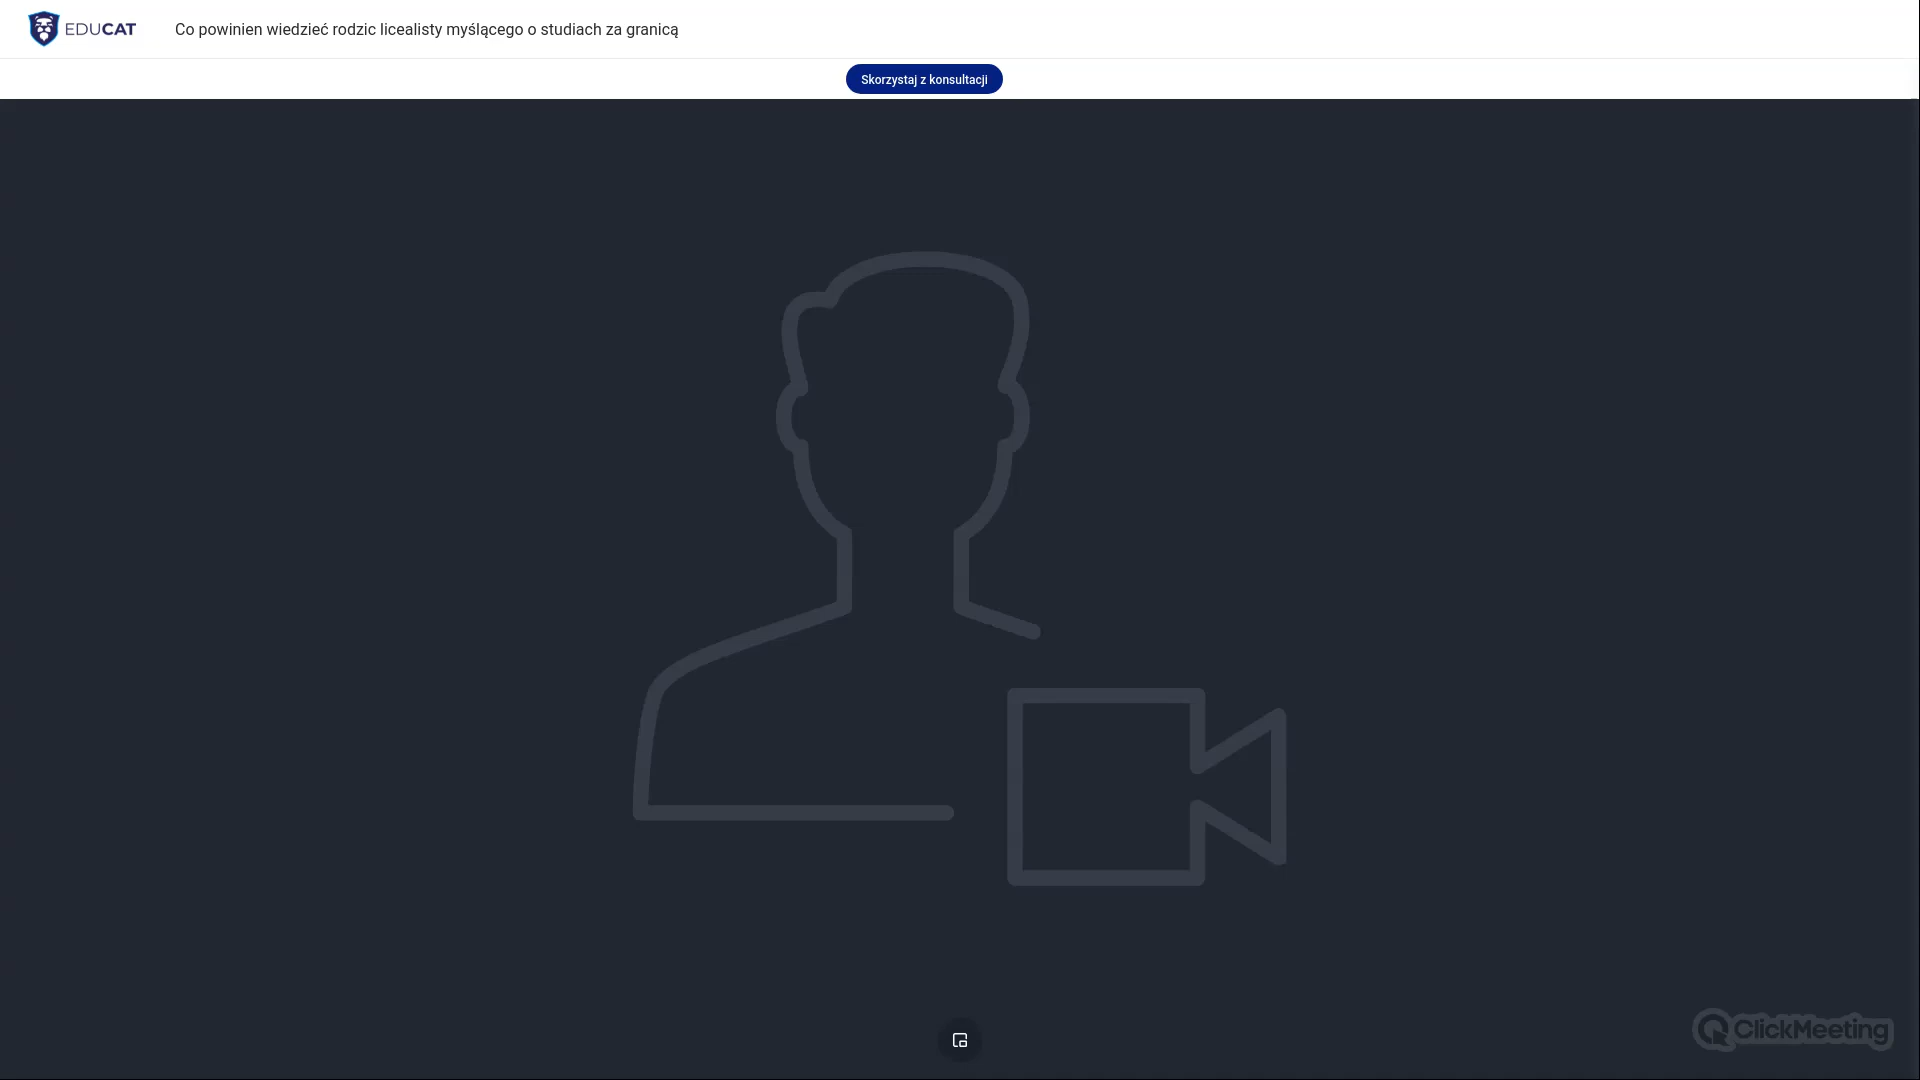 EDUCAT
Co powinien wiedzieć rodzic licealisty myślącego o studiach za granicą
Skorzystaj z konsultacji
ClickMeeting